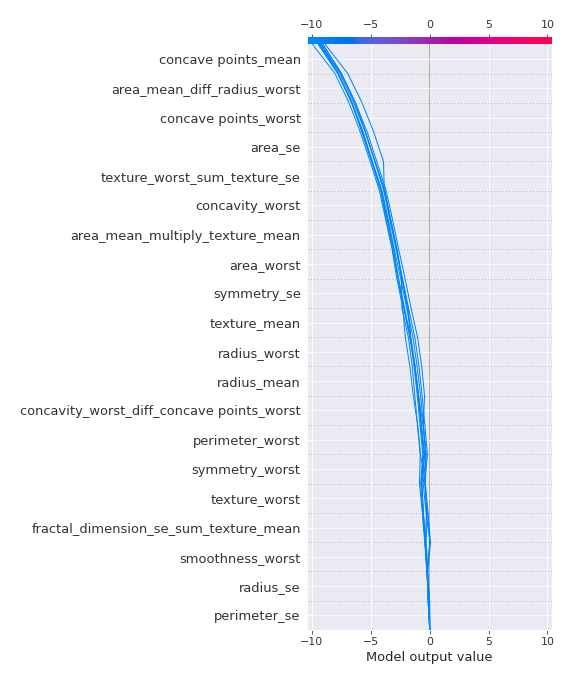 −10 −5 0 5 10
concave points_mean
area_mean_diff_radius_worst
concave points_worst
area_se
texture_worst_sum_texture_se
concavity_worst
area_mean_multiply_texture_mean
area_worst
symmetry_se
texture_mean
radius_worst
radius_mean
concavity_worst_diff_concave points_worst
perimeter_worst
symmetry_worst
texture_worst
fractal_dimension_se_sum_texture_mean
smoothness_worst
radius_se
perimeter_se
−10 −5 0 5 10
Model output value